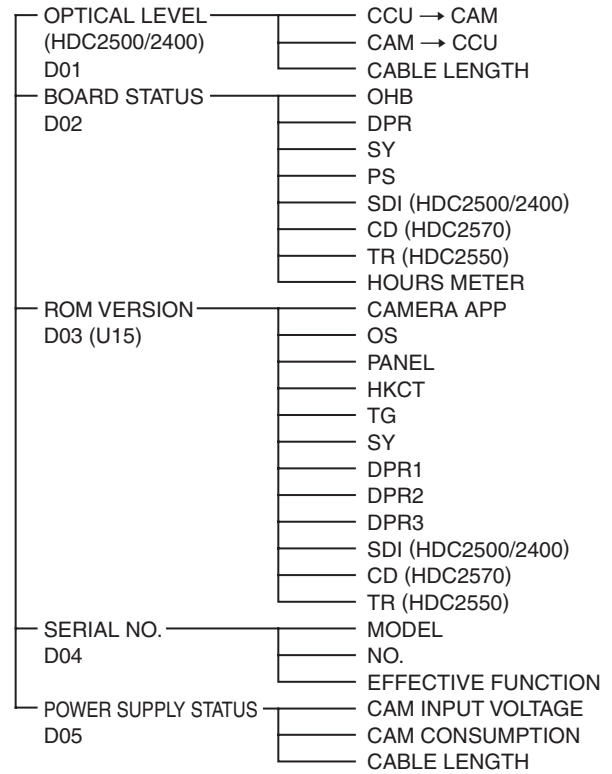 OPTICAL LEVEL
(HDC2500/2400)
D01
CCU → CAM
CAM → CCU
CABLE LENGTH
BOARD STATUS
D02
OHB
DPR
SY
PS
SDI (HDC2500/2400)
CD (HDC2570)
TR (HDC2550)
HOURS METER
ROM VERSION
D03 (U15)
CAMERA APP
OS
PANEL
HKCT
TG
SY
DPR1
DPR2
DPR3
SDI (HDC2500/2400)
CD (HDC2570)
TR (HDC2550)
SERIAL NO.
D04
MODEL
NO.
EFFECTIVE FUNCTION
POWER SUPPLY STATUS
D05
CAM INPUT VOLTAGE
CAM CONSUMPTION
CABLE LENGTH